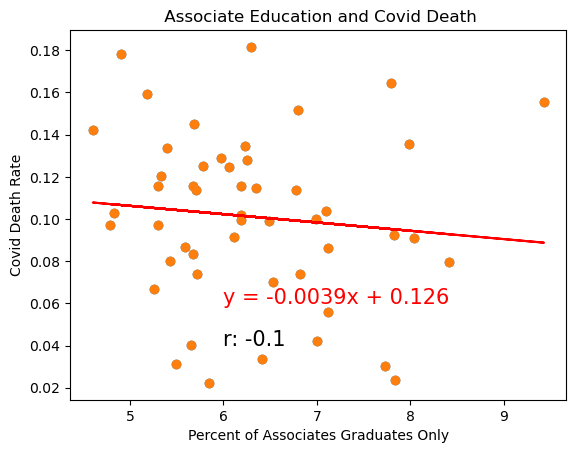 Associate Education and Covid Death
Covid Death Rate
0.18
0.16
0.14
0.12
0.10
0.08
0.06
0.04
0.02
y = -0.0039x + 0.126
r: -0.1
5 6 7 8 9
Percent of Associates Graduates Only